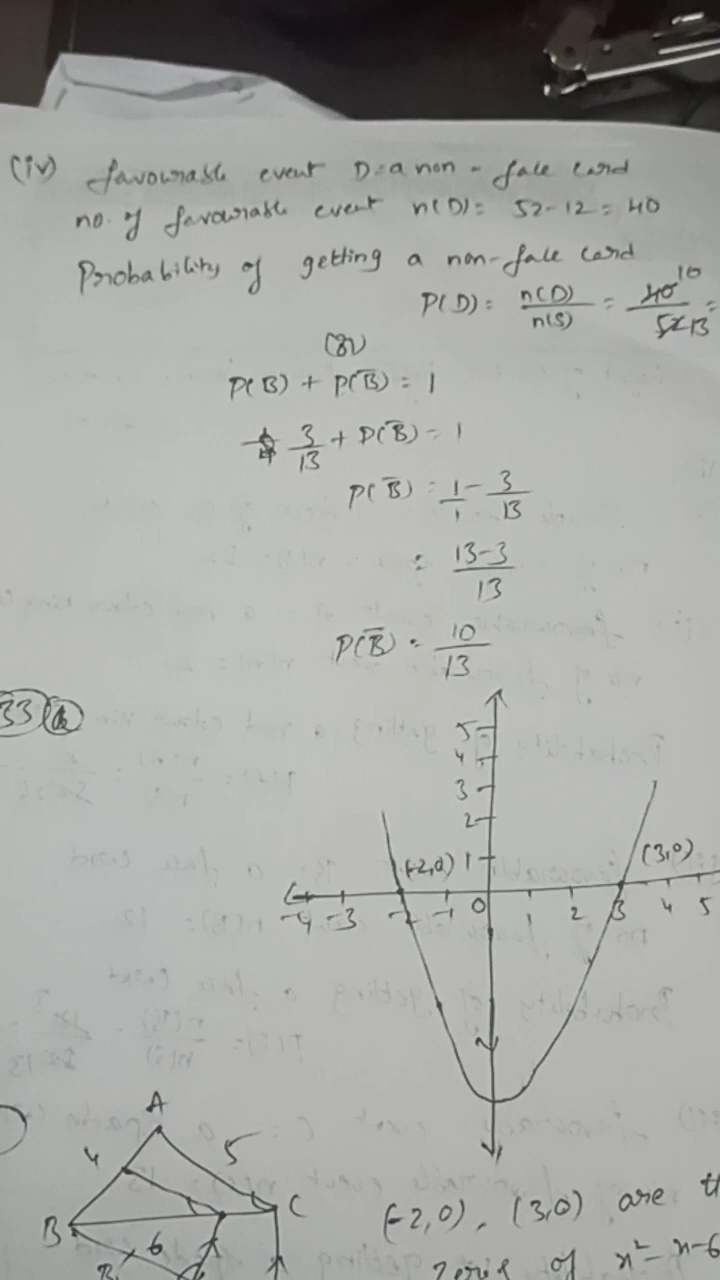 (iv) favourable event D = a non - face card
no. of favourable event n(D) = 52-12 = 40
Probability of getting a non-face card
P(D) = n(D)/n(S) = 40/52 = 10/13
(or)
P(B) + P(B̄) = 1
3/13 + P(B̄) = 1
P(B̄) = 1/1 - 3/13
= 13-3/13
P(B̄) = 10/13
33 (a)
5
4
3
2
1
(-2,0) (3,0)
-4 -3 -2 -1 0 1 2 3 4 5
A
4 5
B C
6
B
(-2,0), (3,0) are th
zeris of x²-x-6